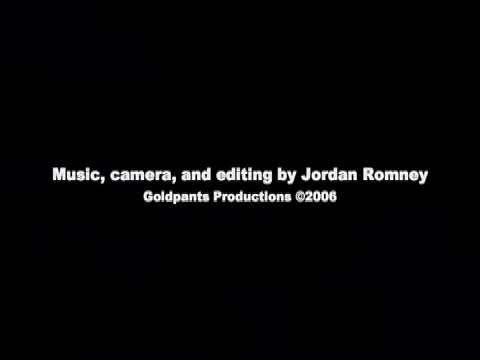 Music, camera, and editing by Jordan Romney
Goldpants Productions ©2006